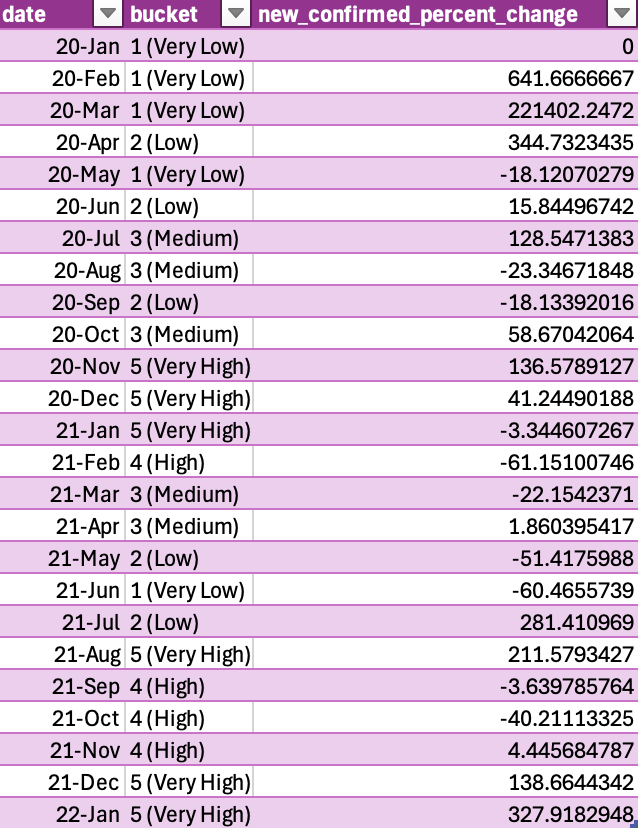 date bucket new_confirmed_percent_change
20-Jan 1 (Very Low) 0
20-Feb 1 (Very Low) 641.6666667
20-Mar 1 (Very Low) 221402.2472
20-Apr 2 (Low) 344.7323435
20-May 1 (Very Low) -18.12070279
20-Jun 2 (Low) 15.84496742
20-Jul 3 (Medium) 128.5471383
20-Aug 3 (Medium) -23.34671848
20-Sep 2 (Low) -18.13392016
20-Oct 3 (Medium) 58.67042064
20-Nov 5 (Very High) 136.5789127
20-Dec 5 (Very High) 41.24490188
21-Jan 5 (Very High) -3.344607267
21-Feb 4 (High) -61.15100746
21-Mar 3 (Medium) -22.1542371
21-Apr 3 (Medium) 1.860395417
21-May 2 (Low) -51.4175988
21-Jun 1 (Very Low) -60.4655739
21-Jul 2 (Low) 281.410969
21-Aug 5 (Very High) 211.5793427
21-Sep 4 (High) -3.639785764
21-Oct 4 (High) -40.21113325
21-Nov 4 (High) 4.445684787
21-Dec 5 (Very High) 138.6644342
22-Jan 5 (Very High) 327.9182948